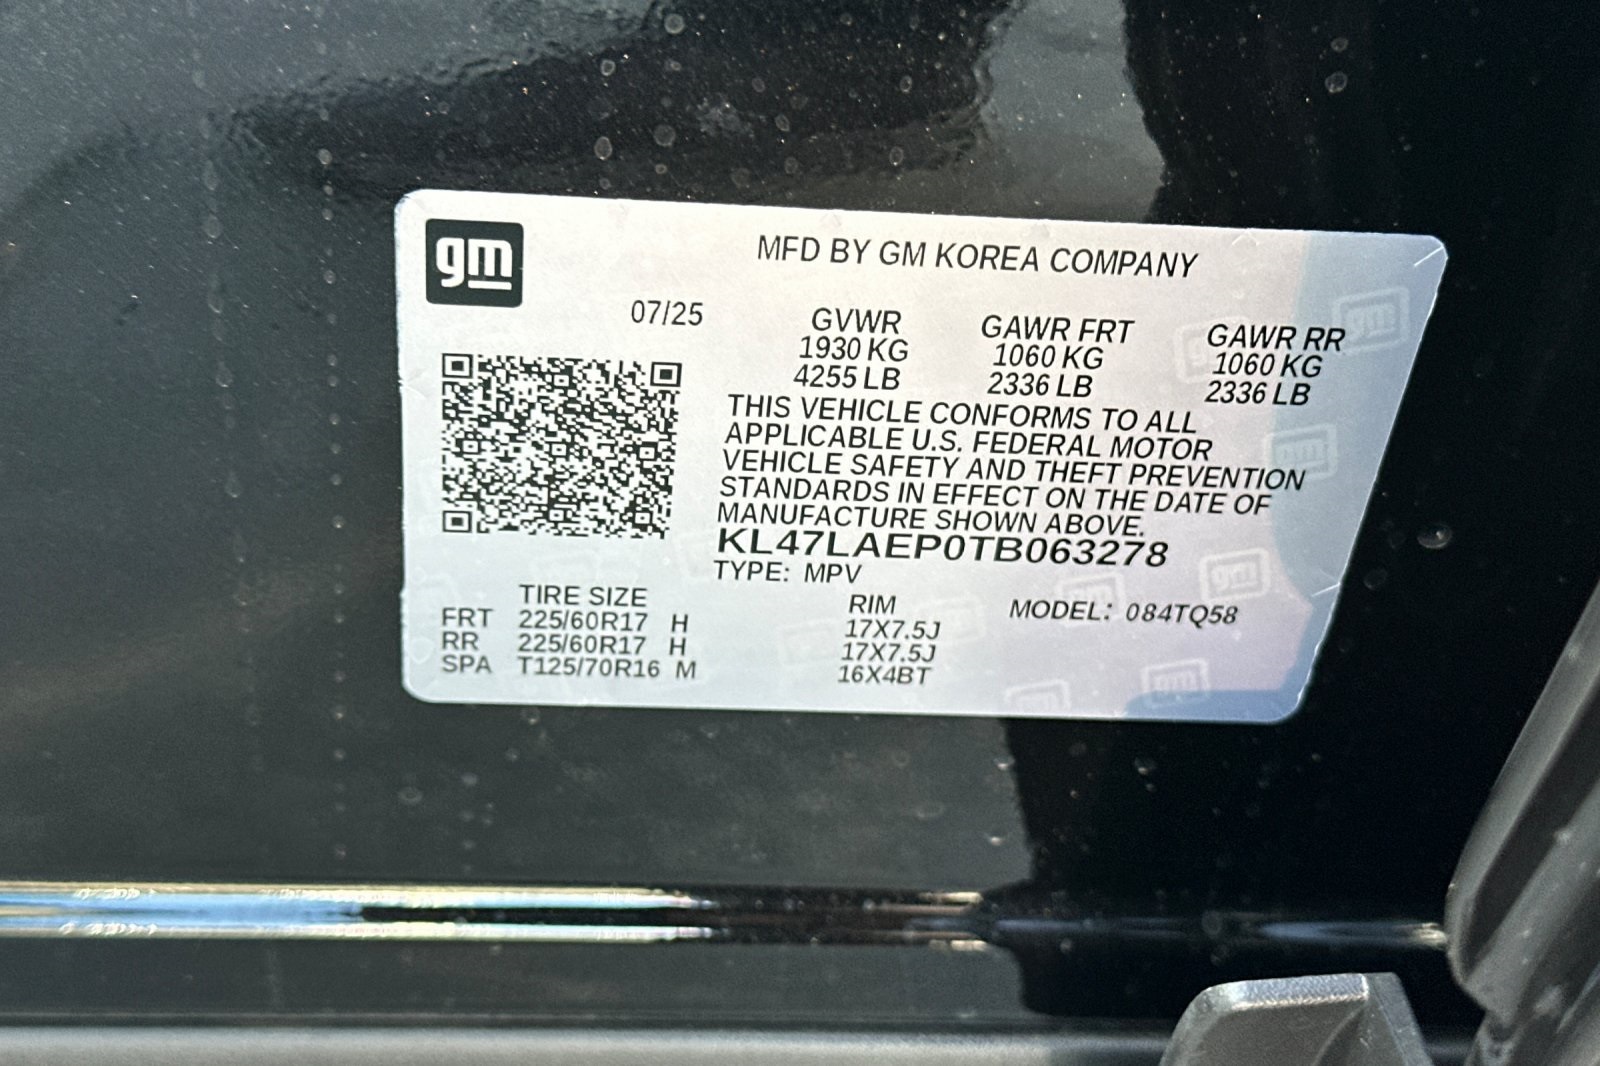 gm
MFD BY GM KOREA COMPANY
07/25
GVWR GAWR FRT GAWR RR
1930 KG 1060 KG 1060 KG
4255 LB 2336 LB 2336 LB
THIS VEHICLE CONFORMS TO ALL
APPLICABLE U.S. FEDERAL MOTOR
VEHICLE SAFETY AND THEFT PREVENTION
STANDARDS IN EFFECT ON THE DATE OF
MANUFACTURE SHOWN ABOVE.
KL47LAEP0TB063278
TYPE: MPV
TIRE SIZE RIM MODEL: 084TQ58
FRT 225/60R17 H 17X7.5J
RR 225/60R17 H 17X7.5J
SPA T125/70R16 M 16X4BT